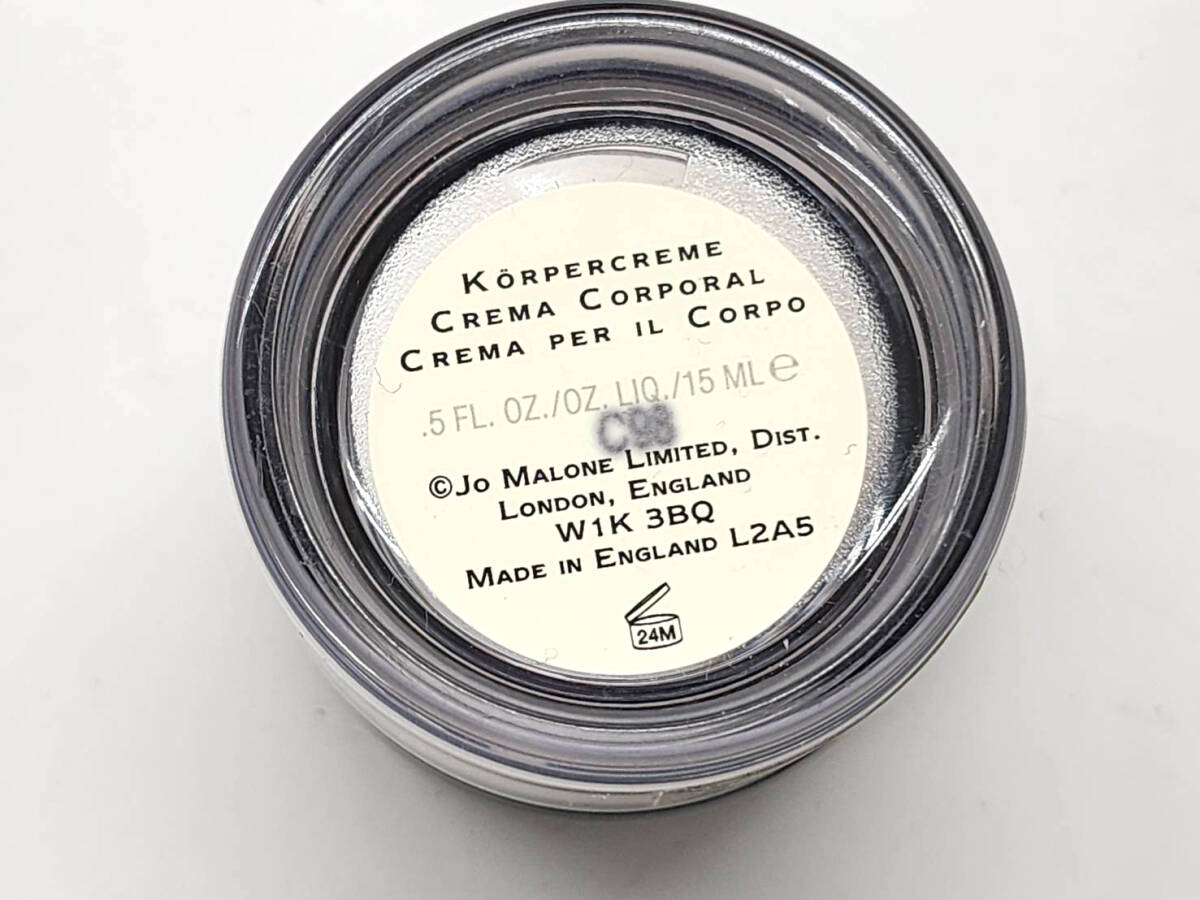 KÖRPERCREME
CREMA CORPORAL
CREMA PER IL CORPO
.5 FL. OZ./OZ. LIQ./15 ML ℮
C98
©JO MALONE LIMITED, DIST.
LONDON, ENGLAND
W1K 3BQ
MADE IN ENGLAND L2A5
24M